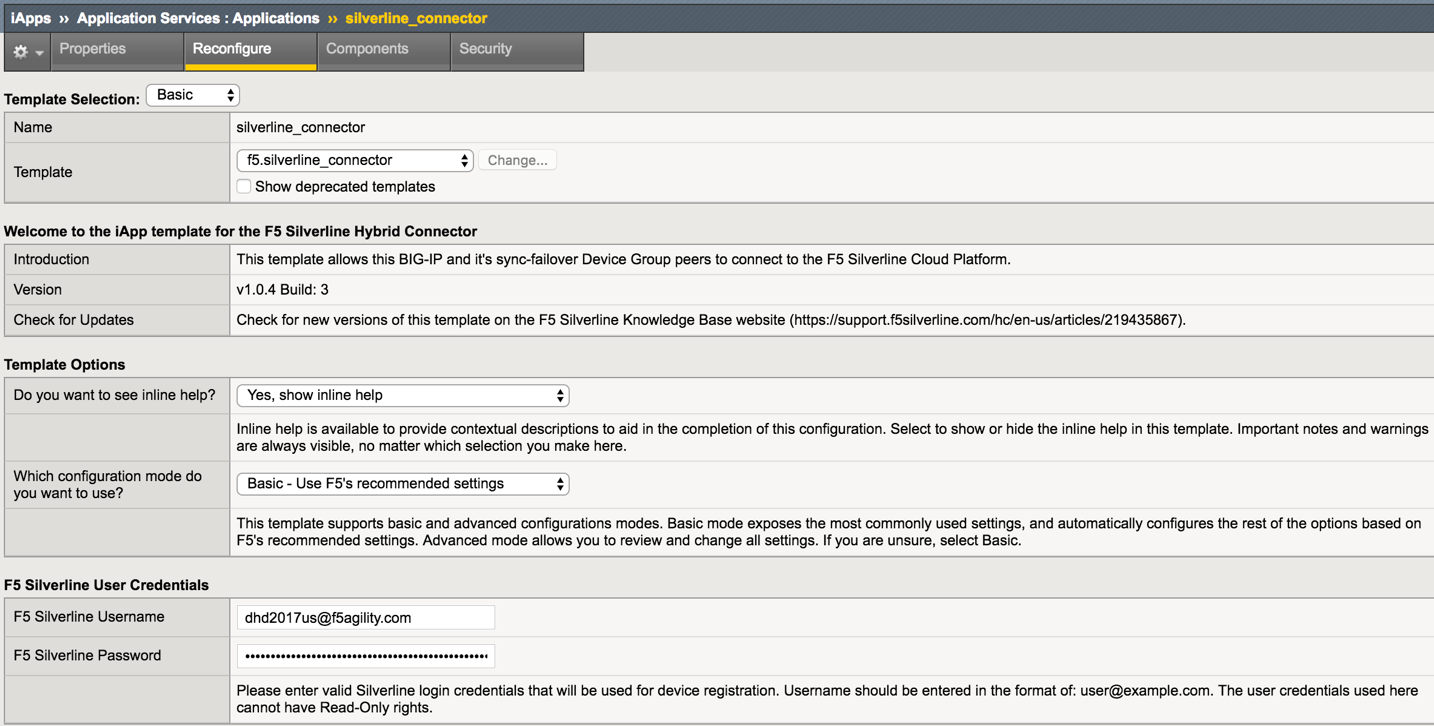 iApps ›› Application Services : Applications ›› silverline_connector
Properties Reconfigure Components Security
Template Selection: Basic
Name silverline_connector
Template f5.silverline_connector Change...
Show deprecated templates
Welcome to the iApp template for the F5 Silverline Hybrid Connector
Introduction This template allows this BIG-IP and it's sync-failover Device Group peers to connect to the F5 Silverline Cloud Platform.
Version v1.0.4 Build: 3
Check for Updates Check for new versions of this template on the F5 Silverline Knowledge Base website (https://support.f5silverline.com/hc/en-us/articles/219435867).
Template Options
Do you want to see inline help? Yes, show inline help
Inline help is available to provide contextual descriptions to aid in the completion of this configuration. Select to show or hide the inline help in this template. Important notes and warnings
are always visible, no matter which selection you make here.
Which configuration mode do
you want to use? Basic - Use F5's recommended settings
This template supports basic and advanced configurations modes. Basic mode exposes the most commonly used settings, and automatically configures the rest of the options based on
F5's recommended settings. Advanced mode allows you to review and change all settings. If you are unsure, select Basic.
F5 Silverline User Credentials
F5 Silverline Username dhd2017us@f5agility.com
F5 Silverline Password
Please enter valid Silverline login credentials that will be used for device registration. Username should be entered in the format of: user@example.com. The user credentials used here
cannot have Read-Only rights.